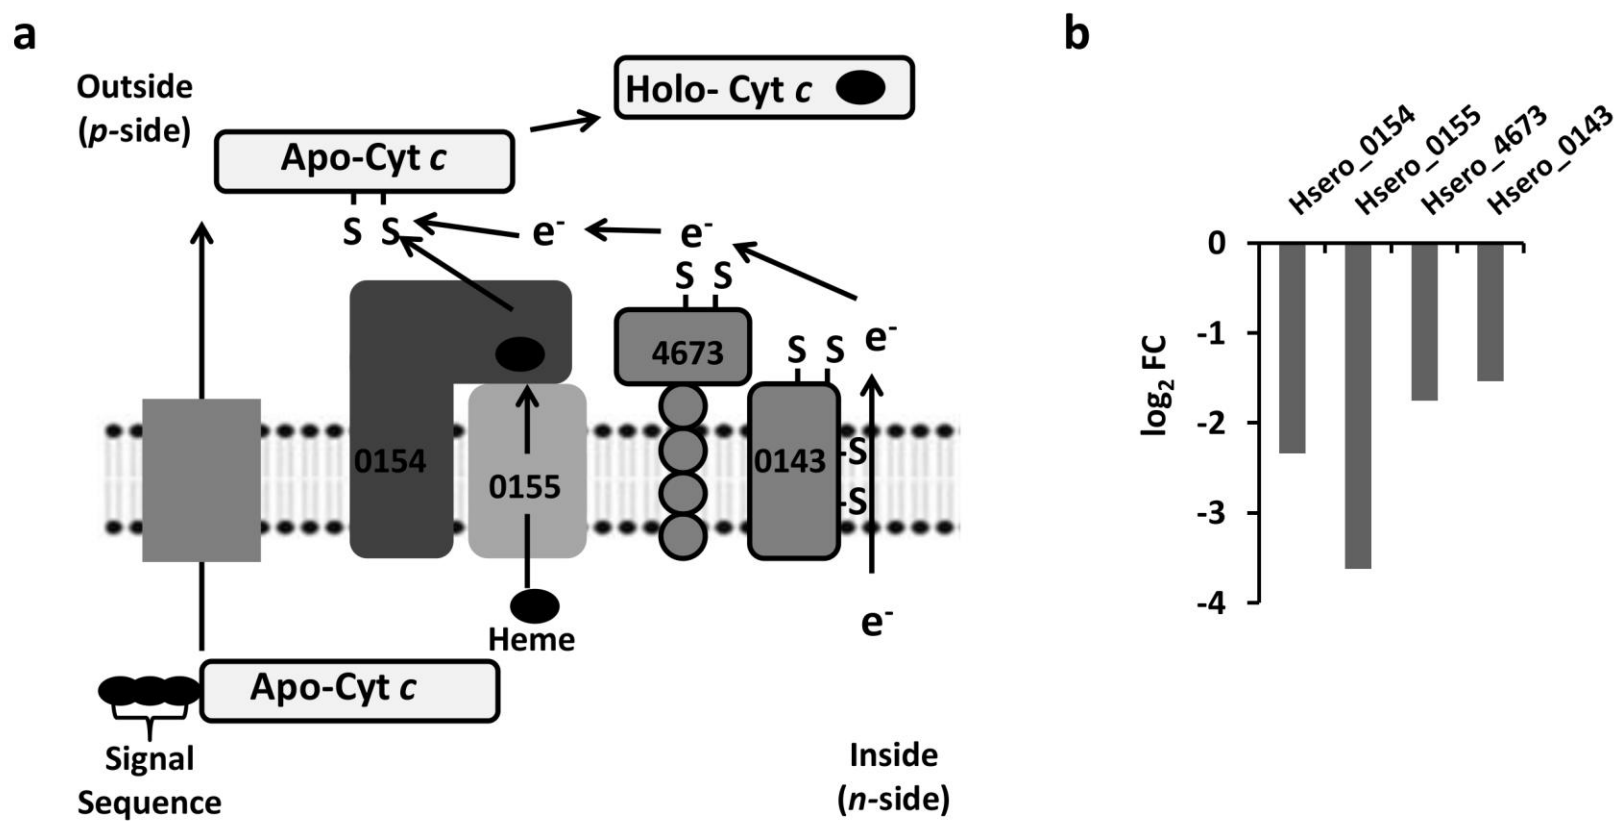 a
Outside
(p-side)
Holo- Cyt c
Apo-Cyt c
S S
e-
e-
S S
4673
S S
e-
0154
0155
0143
-S
-S
Heme
e-
Apo-Cyt c
Signal
Sequence
Inside
(n-side)
b
Hsero_0154
Hsero_0155
Hsero_4673
Hsero_0143
log2 FC
0
-1
-2
-3
-4